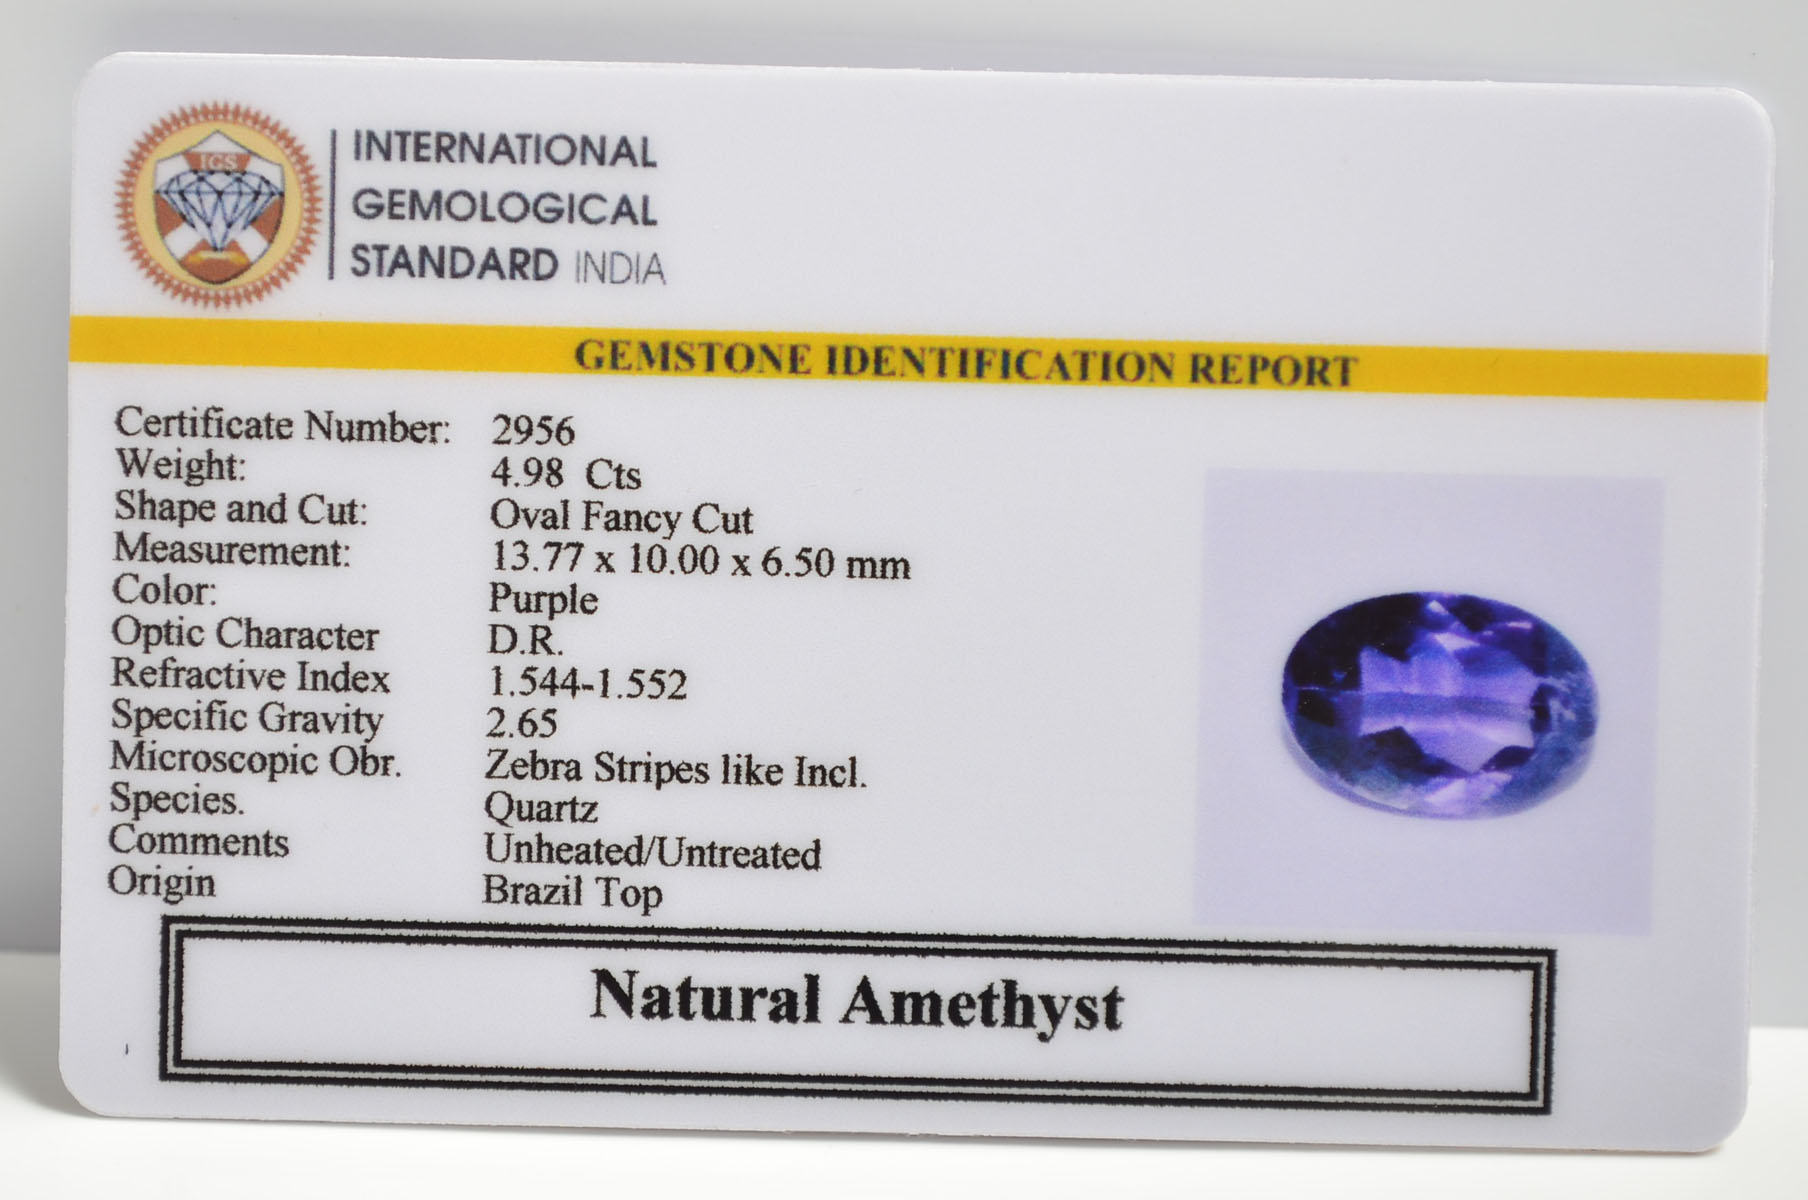 IGS
INTERNATIONAL
GEMOLOGICAL
STANDARD INDIA
GEMSTONE IDENTIFICATION REPORT
Certificate Number: 2956
Weight: 4.98 Cts
Shape and Cut: Oval Fancy Cut
Measurement: 13.77 x 10.00 x 6.50 mm
Color: Purple
Optic Character D.R.
Refractive Index 1.544-1.552
Specific Gravity 2.65
Microscopic Obr. Zebra Stripes like Incl.
Species. Quartz
Comments Unheated/Untreated
Origin Brazil Top
Natural Amethyst